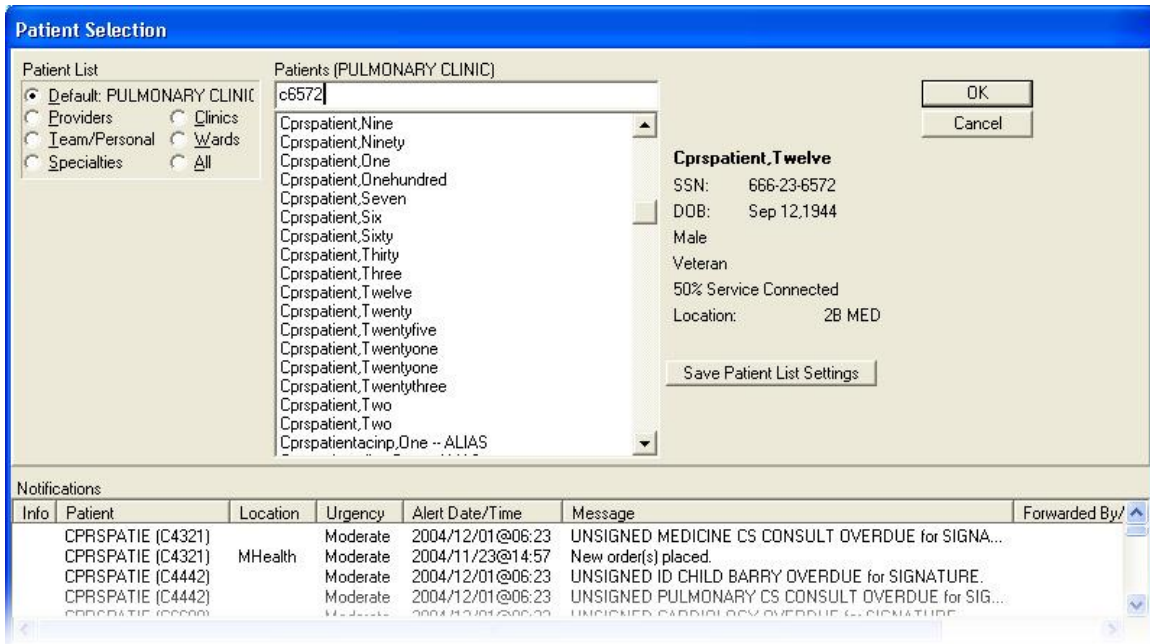 Patient Selection
Patient List
Default: PULMONARY CLINIC
Providers Clinics
Team/Personal Wards
Specialties All
Patients (PULMONARY CLINIC)
c6572
Cprspatient,Nine
Cprspatient,Ninety
Cprspatient,One
Cprspatient,Onehundred
Cprspatient,Seven
Cprspatient,Six
Cprspatient,Sixty
Cprspatient,Thirty
Cprspatient,Three
Cprspatient,Twelve
Cprspatient,Twenty
Cprspatient,Twentyfive
Cprspatient,Twentyone
Cprspatient,Twentyone
Cprspatient,Twentythree
Cprspatient,Two
Cprspatient,Two
Cprspatientacinp,One -- ALIAS
OK
Cancel
Cprspatient,Twelve
SSN: 666-23-6572
DOB: Sep 12,1944
Male
Veteran
50% Service Connected
Location: 2B MED
Save Patient List Settings
Notifications
Info Patient Location Urgency Alert Date/Time Message Forwarded By/
CPRSPATIE (C4321) Moderate 2004/12/01@06:23 UNSIGNED MEDICINE CS CONSULT OVERDUE for SIGNA...
CPRSPATIE (C4321) MHealth Moderate 2004/11/23@14:57 New order(s) placed.
CPRSPATIE (C4442) Moderate 2004/12/01@06:23 UNSIGNED ID CHILD BARRY OVERDUE for SIGNATURE.
CPRSPATIE (C4442) Moderate 2004/12/01@06:23 UNSIGNED PULMONARY CS CONSULT OVERDUE for SIG...